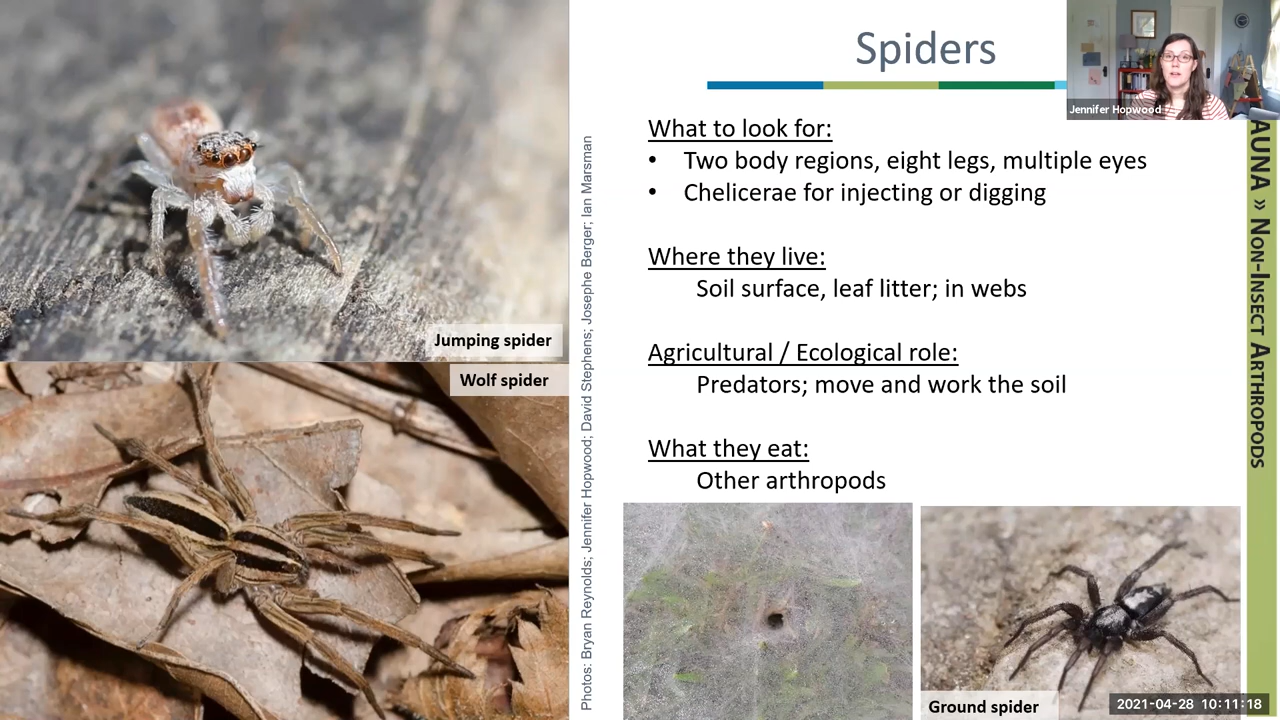 Spiders
Jennifer Hopwood
What to look for:
• Two body regions, eight legs, multiple eyes
• Chelicerae for injecting or digging
Where they live:
Soil surface, leaf litter; in webs
Agricultural / Ecological role:
Predators; move and work the soil
What they eat:
Other arthropods
Jumping spider
Wolf spider
Ground spider
Photos: Bryan Reynolds; Jennifer Hopwood; David Stephens; Josephe Berger; Ian Marsman
AUNA » Non-Insect Arthropods
2021-04-28 10:11:18